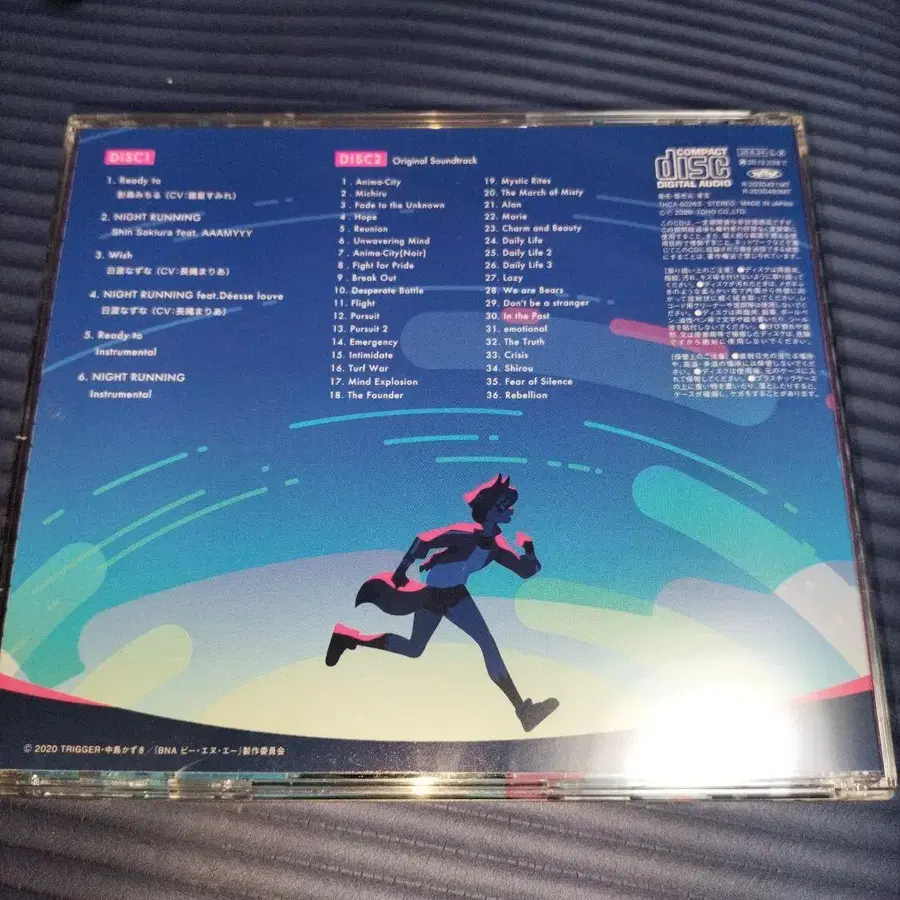 DISC1
1. Ready to
影森みちる (CV:諸星すみれ)
2. NIGHT RUNNING
Shin Sakiura feat. AAAMYYY
3. Wish
日渡なずな (CV:長縄まりあ)
4. NIGHT RUNNING feat.Déesse louve
日渡なずな (CV:長縄まりあ)
5. Ready to
Instrumental
6. NIGHT RUNNING
Instrumental
DISC2 Original Soundtrack
1. Anima-City
2. Michiru
3. Fade to the Unknown
4. Hope
5. Reunion
6. Unwavering Mind
7. Anima-City(Noir)
8. Fight for Pride
9. Break Out
10. Desperate Battle
11. Flight
12. Pursuit
13. Pursuit 2
14. Emergency
15. Intimidate
16. Turf War
17. Mind Explosion
18. The Founder
19. Mystic Rites
20. The March of Misty
21. Alan
22. Marie
23. Charm and Beauty
24. Daily Life
25. Daily Life 2
26. Daily Life 3
27. Lazy
28. We are Bears
29. Don't be a stranger
30. In the Past
31. emotional
32. The Truth
33. Crisis
34. Shirou
35. Fear of Silence
36. Rebellion
COMPACT
disc
DIGITAL AUDIO
THCA-60263 STEREO MADE IN JAPAN
©Ⓟ 2020 TOHO CO.,LTD.
© 2020 TRIGGER・中島かずき／『BNA ビー・エヌ・エー』製作委員会